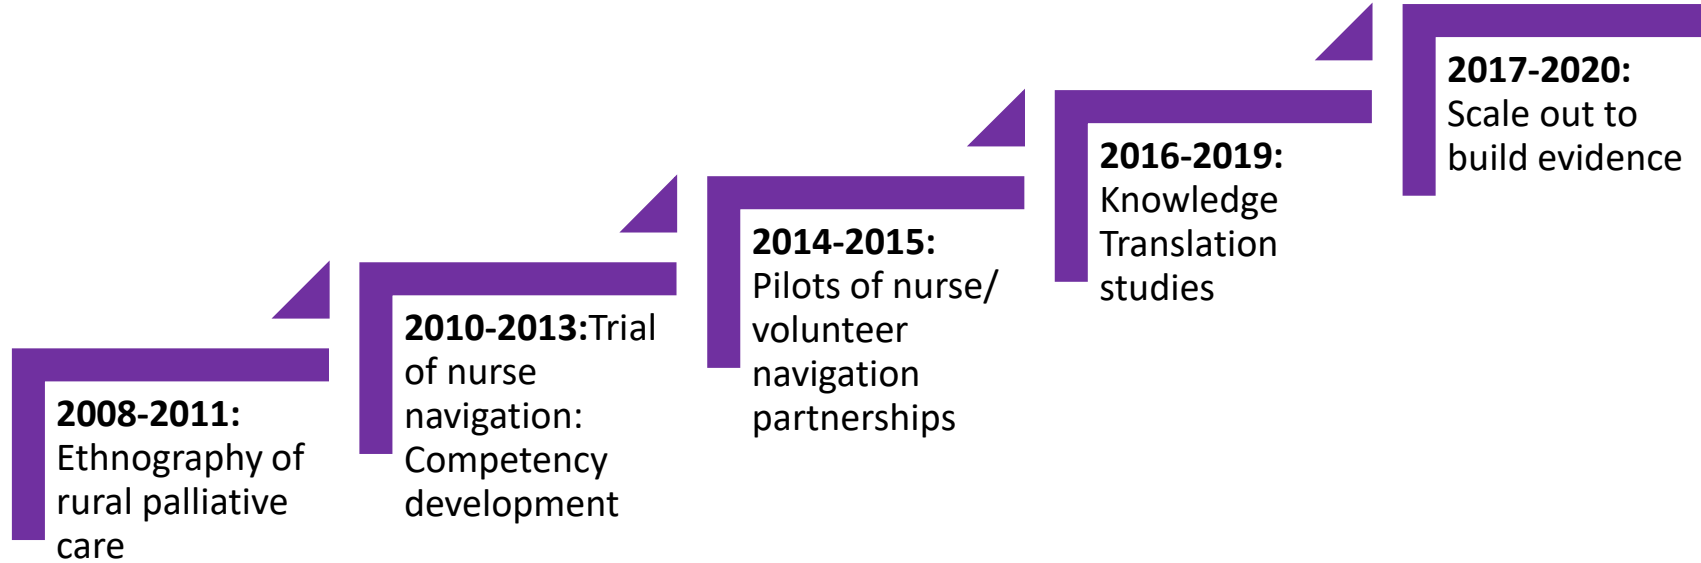 2008-2011:
Ethnography of
rural palliative
care
2010-2013:Trial
of nurse
navigation:
Competency
development
2014-2015:
Pilots of nurse/
volunteer
navigation
partnerships
2016-2019:
Knowledge
Translation
studies
2017-2020:
Scale out to
build evidence